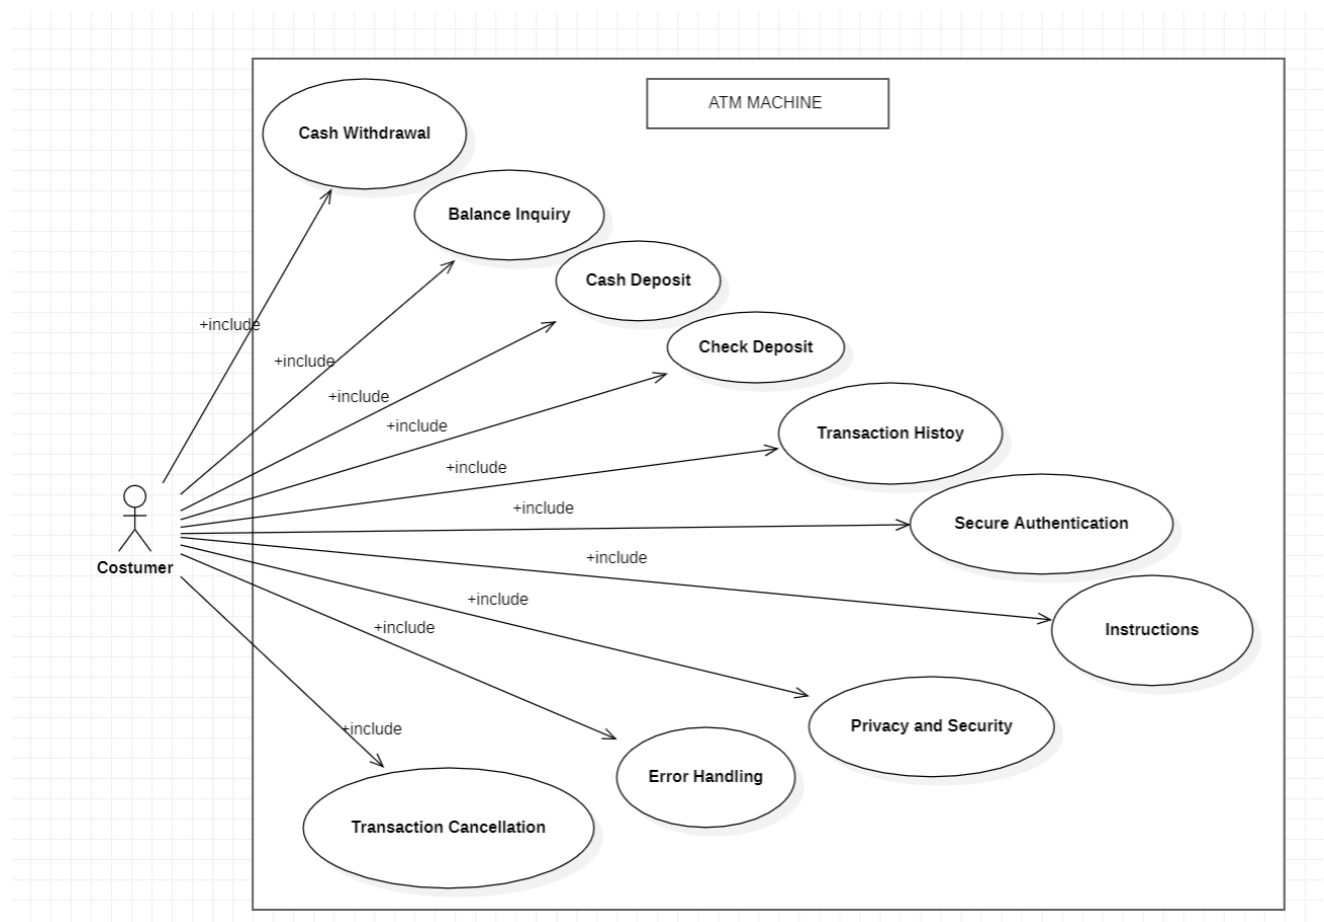 ATM MACHINE
Cash Withdrawal
Balance Inquiry
Cash Deposit
+include
Check Deposit
+include
+include
+include
Transaction Histoy
+include
+include
Secure Authentication
+include
Costumer
+include
Instructions
+include
Privacy and Security
+include
Error Handling
Transaction Cancellation